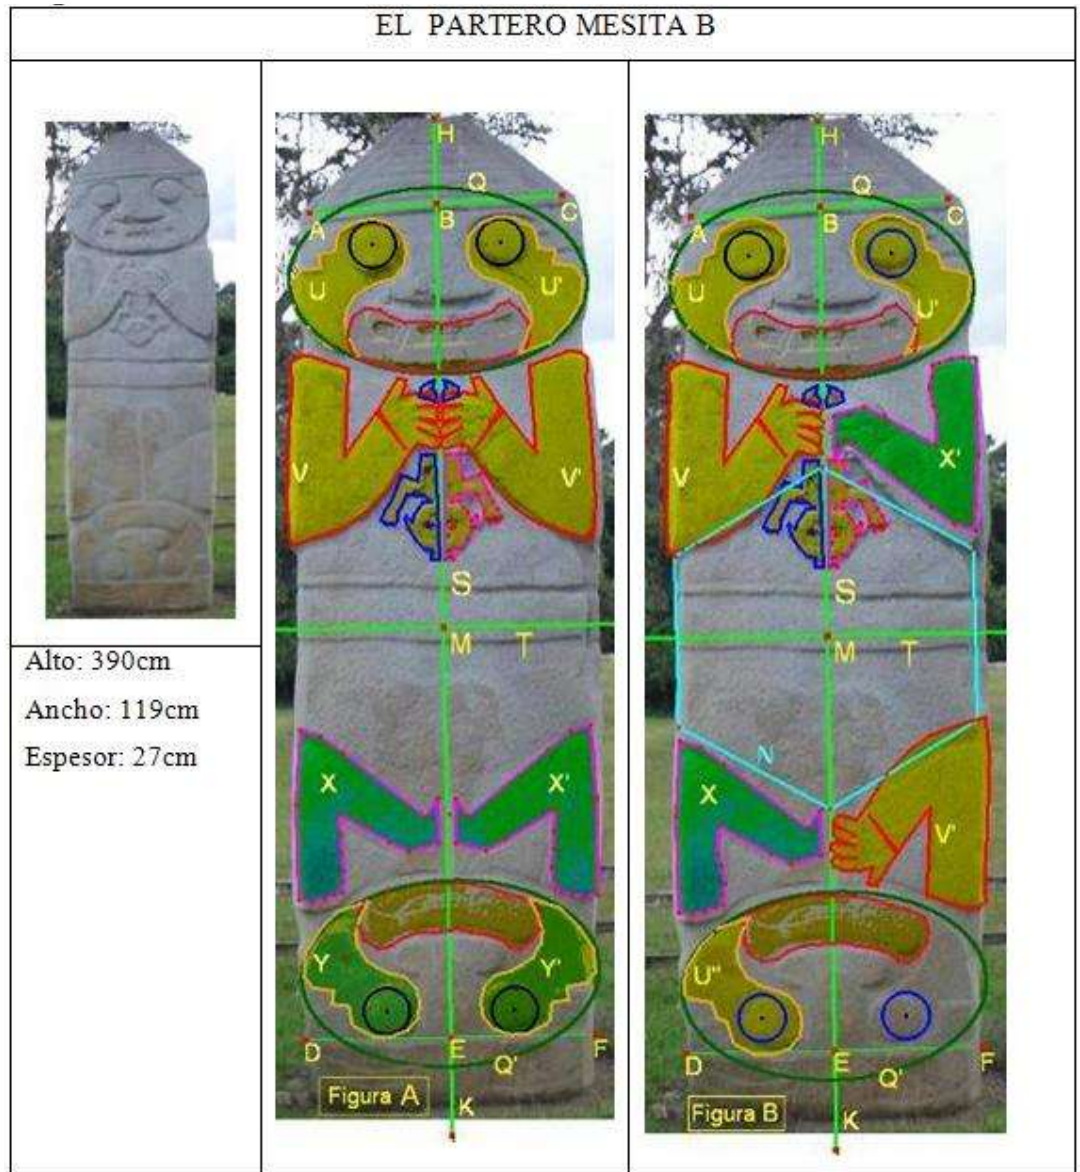 EL PARTERO MESITA B
Alto: 390cm
Ancho: 119cm
Espesor: 27cm
H
Q
A
B
C
U
U'
V
V'
S
M
T
X
X'
Y
Y'
D
E
F
Q'
Figura A
K
H
Q
A
B
C
U
U'
V
X'
S
M
T
N
X
V'
U''
D
E
F
Q'
Figura B
K